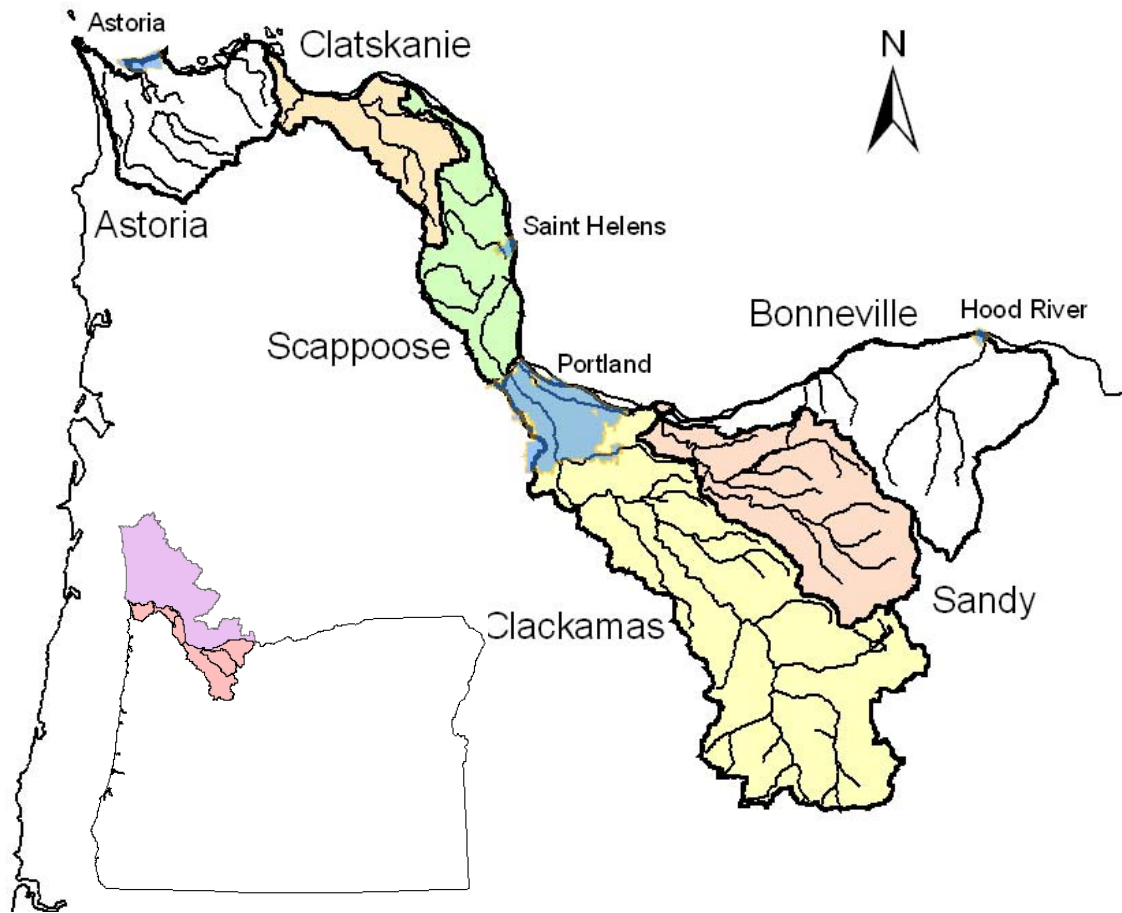 Astoria
Clatskanie
N
Astoria
Saint Helens
Bonneville
Hood River
Scappoose
Portland
Sandy
Clackamas